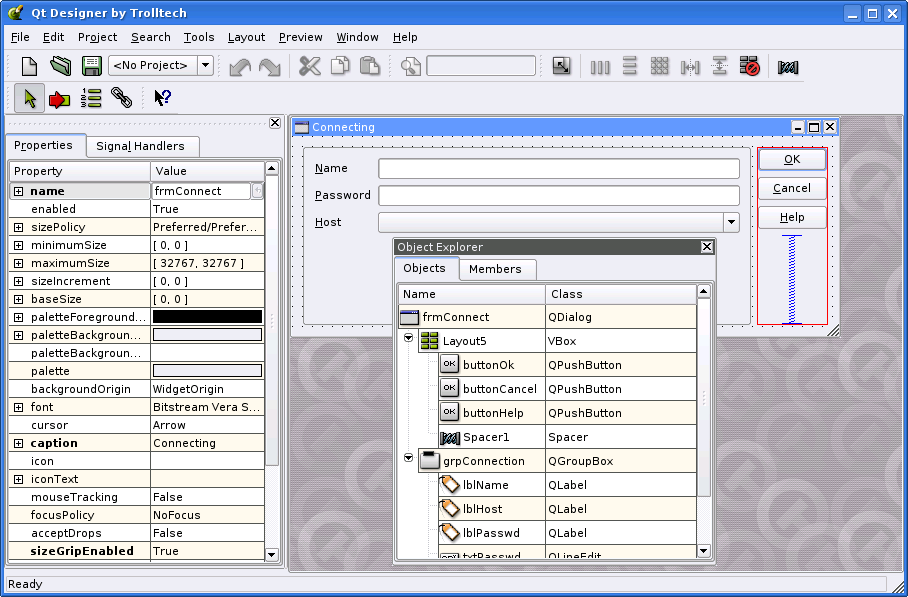 Qt Designer by Trolltech
File Edit Project Search Tools Layout Preview Window Help
<No Project>
Properties
Signal Handlers
Property Value
name frmConnect
enabled True
sizePolicy Preferred/Prefer...
minimumSize [ 0, 0 ]
maximumSize [ 32767, 32767 ]
sizeIncrement [ 0, 0 ]
baseSize [ 0, 0 ]
paletteForeground...
paletteBackgroun...
paletteBackgroun...
palette
backgroundOrigin WidgetOrigin
font Bitstream Vera S...
cursor Arrow
caption Connecting
icon
iconText
mouseTracking False
focusPolicy NoFocus
acceptDrops False
sizeGripEnabled True
Connecting
Name
Password
Host
OK
Cancel
Help
Object Explorer
Objects Members
Name Class
frmConnect QDialog
Layout5 VBox
OK buttonOk QPushButton
OK buttonCancel QPushButton
OK buttonHelp QPushButton
Spacer1 Spacer
grpConnection QGroupBox
lblName QLabel
lblHost QLabel
lblPasswd QLabel
txtPasswd QLineEdit
Ready